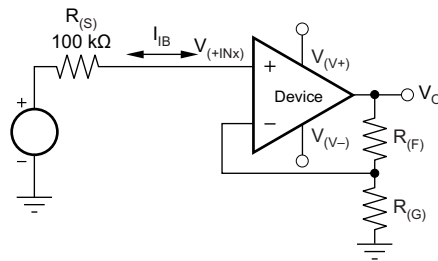 R(S)
100 kΩ
IIB
V(+INx)
V(V+)
+
Device
−
VO
V(V−)
R(F)
R(G)
+
−